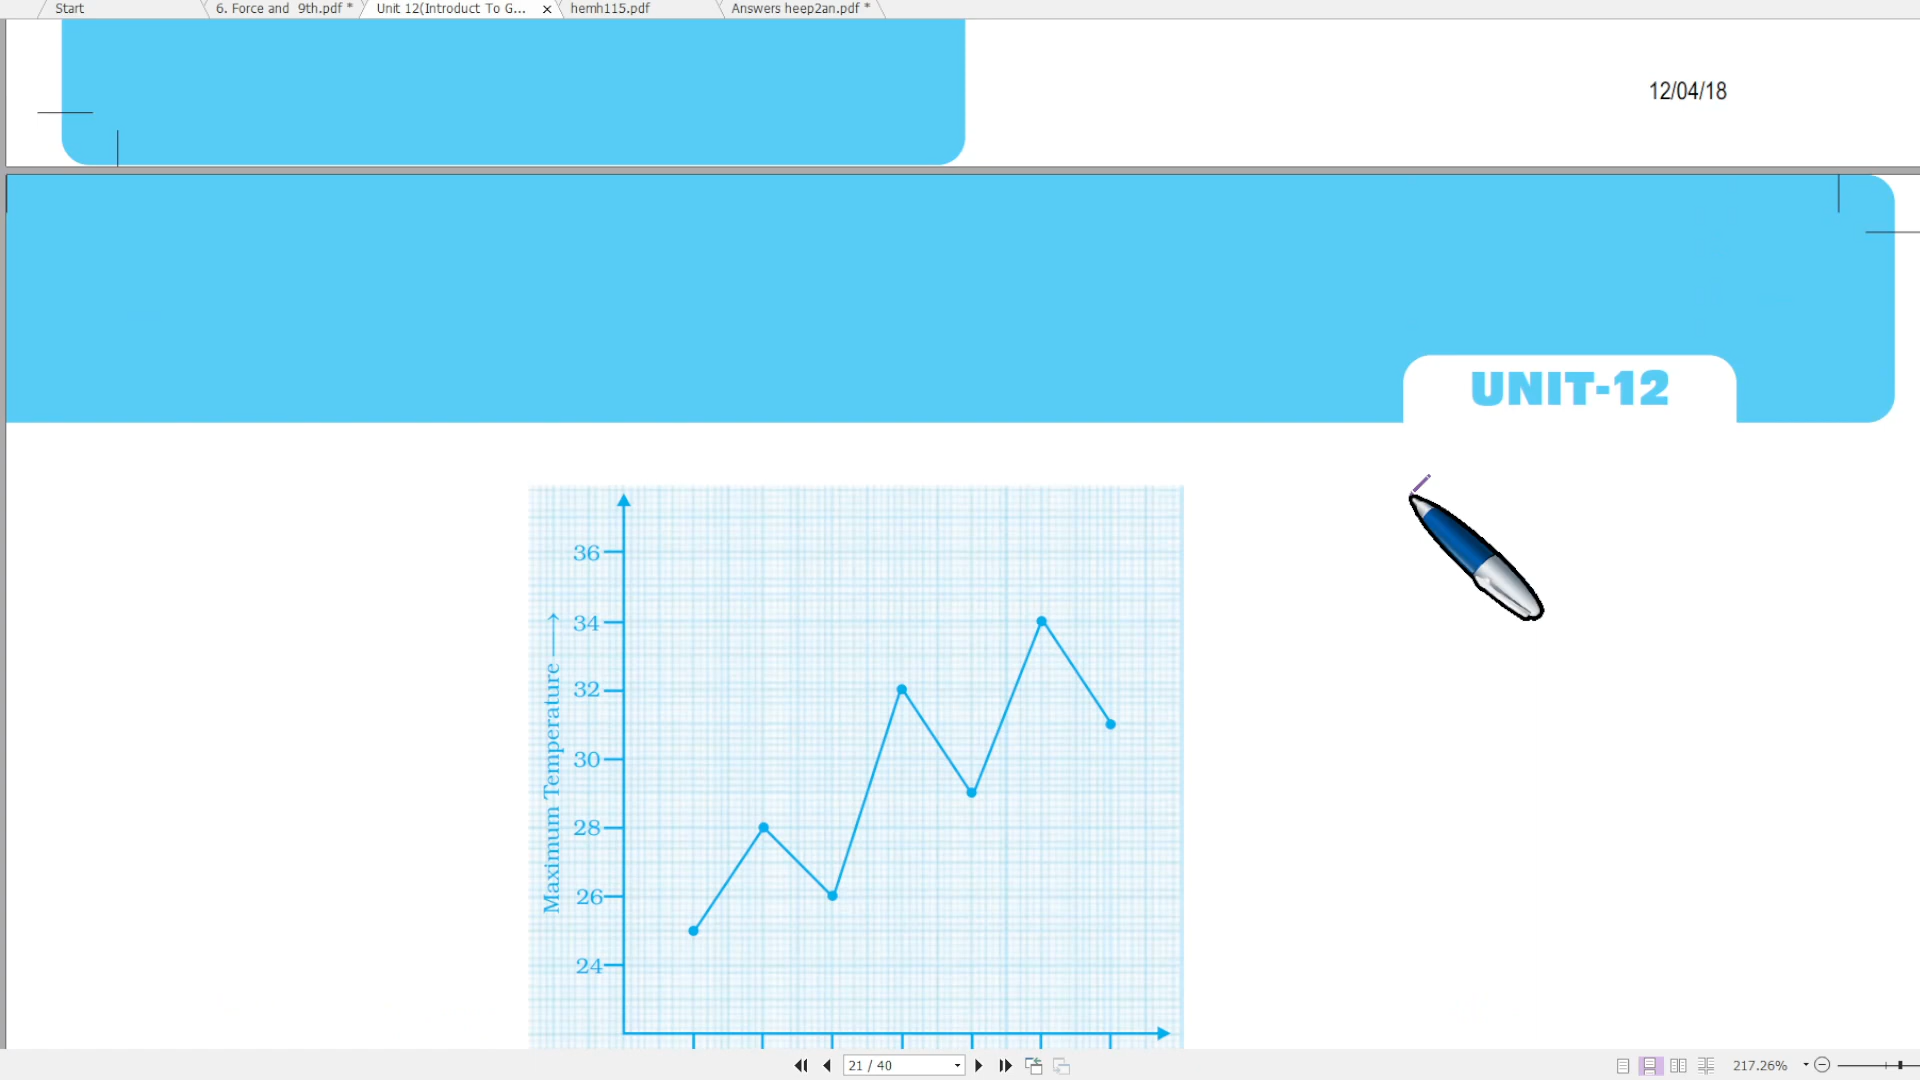 Start
6. Force and 9th.pdf *
Unit 12(Introduct To G...
hemh115.pdf
Answers heep2an.pdf *
12/04/18
UNIT-12
36
34
32
30
28
26
24
Maximum Temperature
21 / 40
217.26%